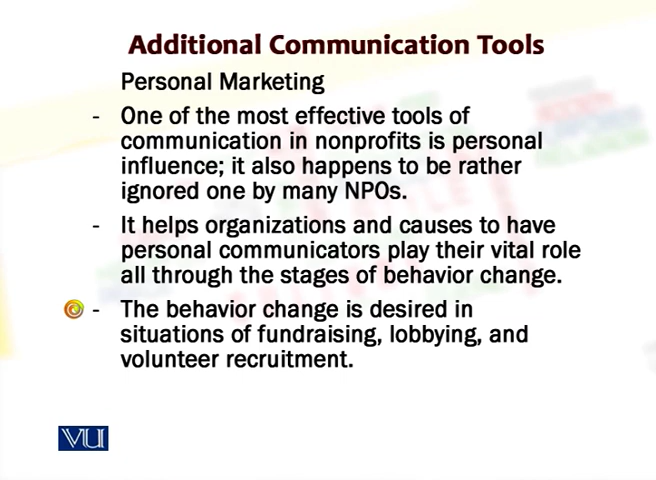 Additional Communication Tools
Personal Marketing
- One of the most effective tools of
communication in nonprofits is personal
influence; it also happens to be rather
ignored one by many NPOs.
- It helps organizations and causes to have
personal communicators play their vital role
all through the stages of behavior change.
- The behavior change is desired in
situations of fundraising, lobbying, and
volunteer recruitment.
VU